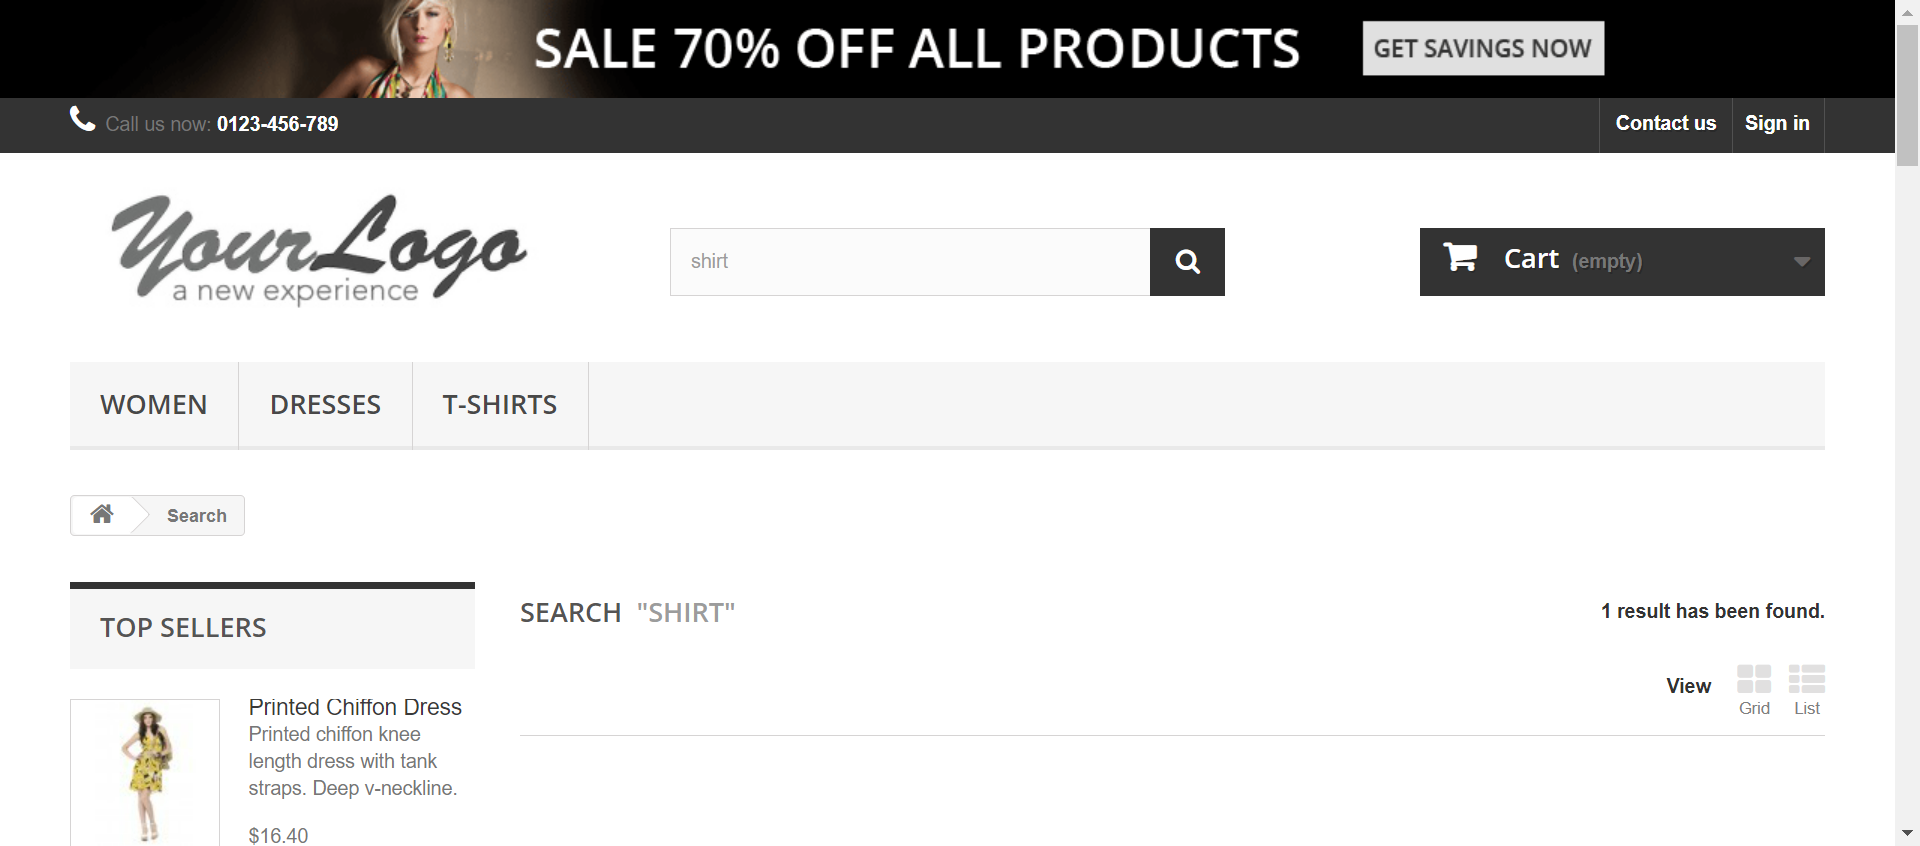 SALE 70% OFF ALL PRODUCTS
GET SAVINGS NOW
Call us now: 0123-456-789
Contact us
Sign in
Your Logo
a new experience
shirt
Cart (empty)
WOMEN
DRESSES
T-SHIRTS
Search
TOP SELLERS
SEARCH "SHIRT"
1 result has been found.
View
Grid
List
Printed Chiffon Dress
Printed chiffon knee
length dress with tank
straps. Deep v-neckline.
$16.40